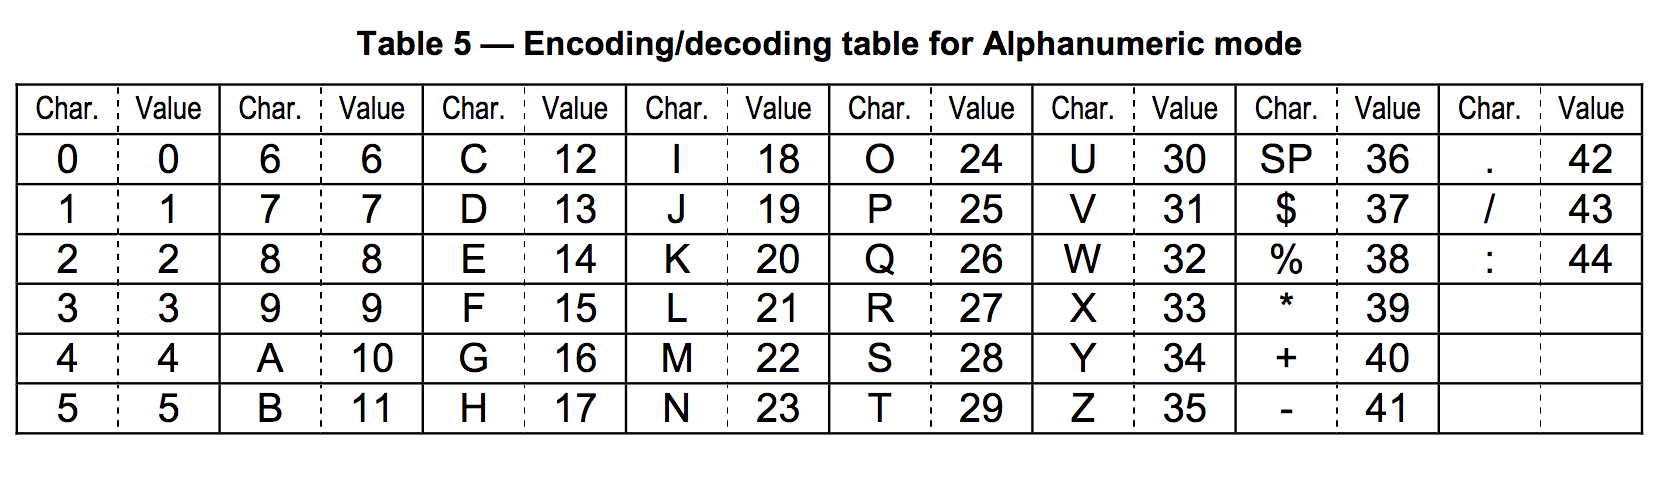 Table 5 — Encoding/decoding table for Alphanumeric mode
Char. Value Char. Value Char. Value Char. Value Char. Value Char. Value Char. Value Char. Value
0 0 6 6 C 12 I 18 O 24 U 30 SP 36 . 42
1 1 7 7 D 13 J 19 P 25 V 31 $ 37 / 43
2 2 8 8 E 14 K 20 Q 26 W 32 % 38 : 44
3 3 9 9 F 15 L 21 R 27 X 33 * 39
4 4 A 10 G 16 M 22 S 28 Y 34 + 40
5 5 B 11 H 17 N 23 T 29 Z 35 - 41